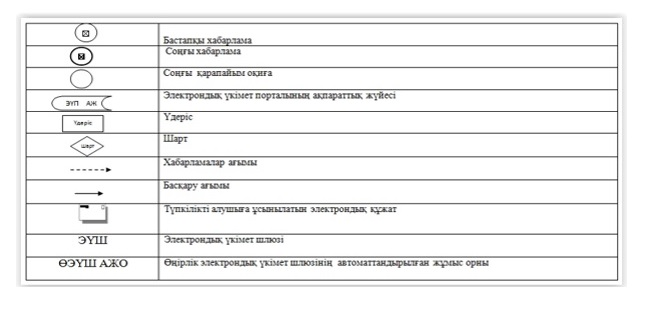 Бастапқы хабарлама
Соңғы хабарлама
Соңғы қарапайым оқиға
ЭҮП АЖ
Электрондық үкімет порталының ақпараттық жүйесі
Үдеріс
Үдеріс
Шарт
Шарт
Хабарламалар ағымы
Басқару ағымы
Түпкілікті алушыға ұсынылатын электрондық құжат
ЭҮШ
Электрондық үкімет шлюзі
ӨЭҮШ АЖО
Өңірлік электрондық үкімет шлюзінің автоматтандырылған жұмыс орны